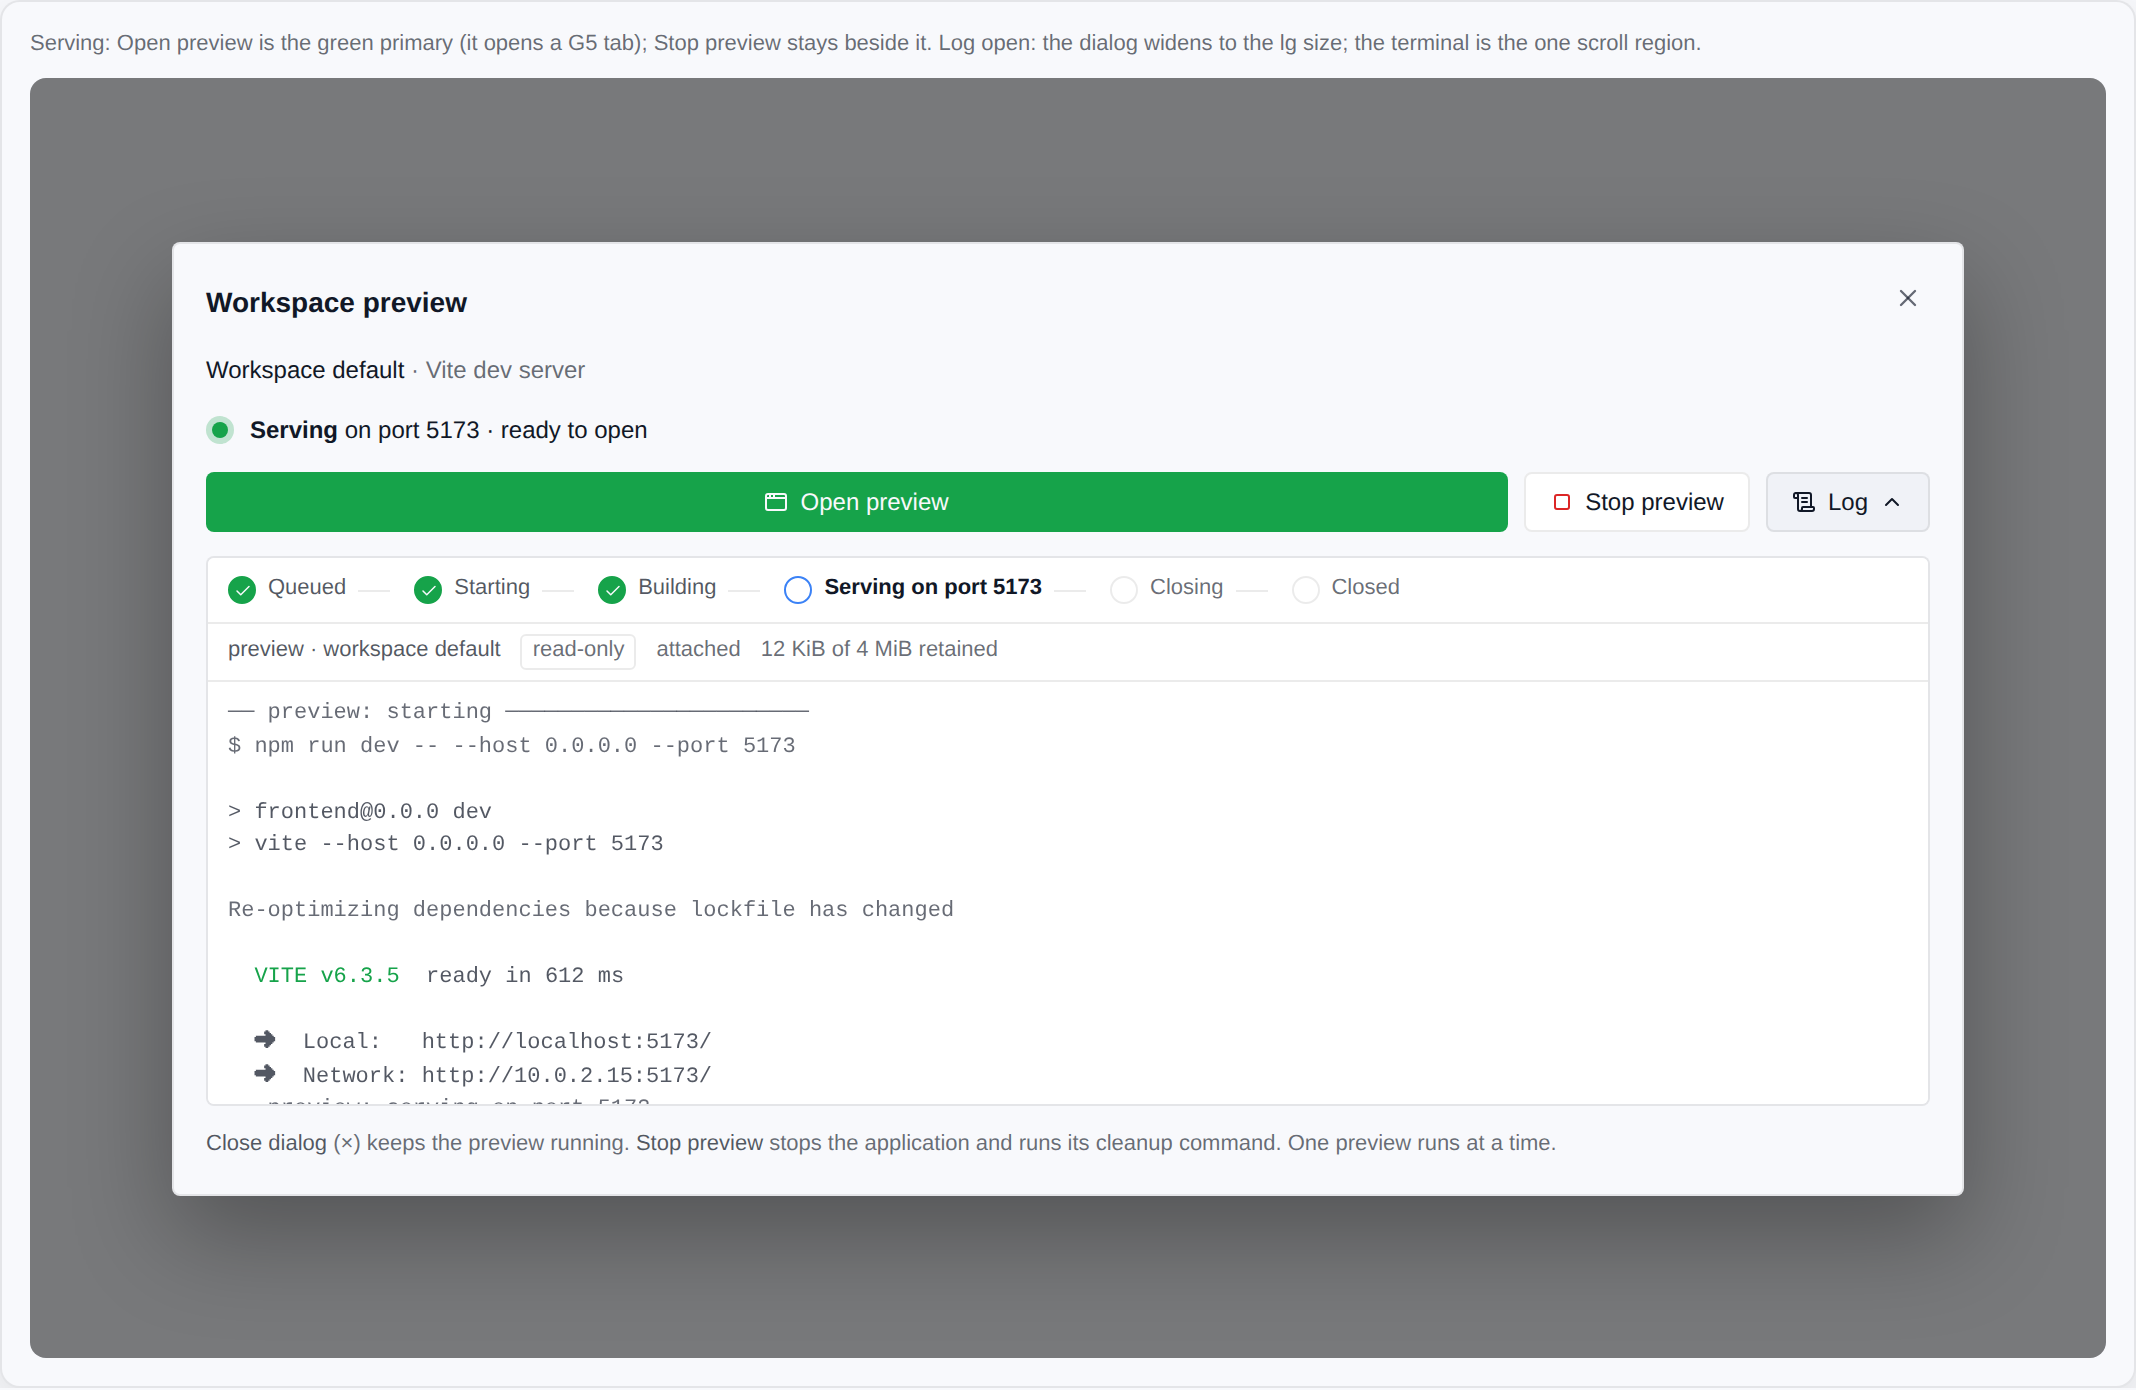 Serving: Open preview is the green primary (it opens a G5 tab); Stop preview stays beside it. Log open: the dialog widens to the lg size; the terminal is the one scroll region.
Workspace preview
Workspace default · Vite dev server
Serving on port 5173 · ready to open
Open preview
Stop preview
Log
Queued
Starting
Building
Serving on port 5173
Closing
Closed
preview · workspace default read-only attached 12 KiB of 4 MiB retained
── preview: starting ───────────────────────
$ npm run dev -- --host 0.0.0.0 --port 5173
> frontend@0.0.0 dev
> vite --host 0.0.0.0 --port 5173
Re-optimizing dependencies because lockfile has changed
VITE v6.3.5 ready in 612 ms
➜ Local: http://localhost:5173/
➜ Network: http://10.0.2.15:5173/
Close dialog (×) keeps the preview running. Stop preview stops the application and runs its cleanup command. One preview runs at a time.